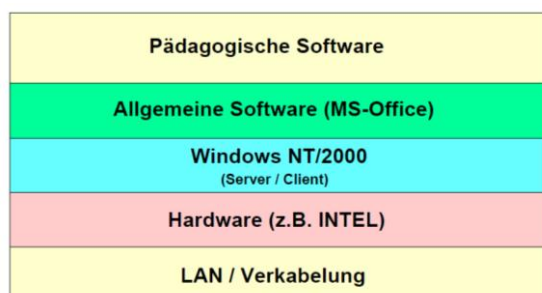 Pädagogische Software
Allgemeine Software (MS-Office)
Windows NT/2000
(Server / Client)
Hardware (z.B. INTEL)
LAN / Verkabelung